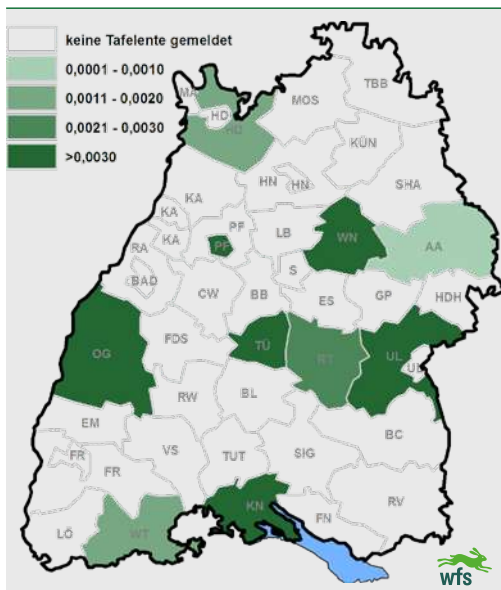 keine Tafelente gemeldet
0,0001 - 0,0010
0,0011 - 0,0020
0,0021 - 0,0030
>0,0030
MA
HD
HD
MOS
TBB
KÜN
HN
HN
SHA
KA
KA
KA
PF
PF
LB
WN
AA
RA
BAD
S
CW
BB
ES
GP
HDH
OG
FDS
TÜ
RT
UL
UL
RW
BL
EM
BC
FR
FR
VS
TUT
SIG
KN
FN
RV
LÖ
WT
wfs